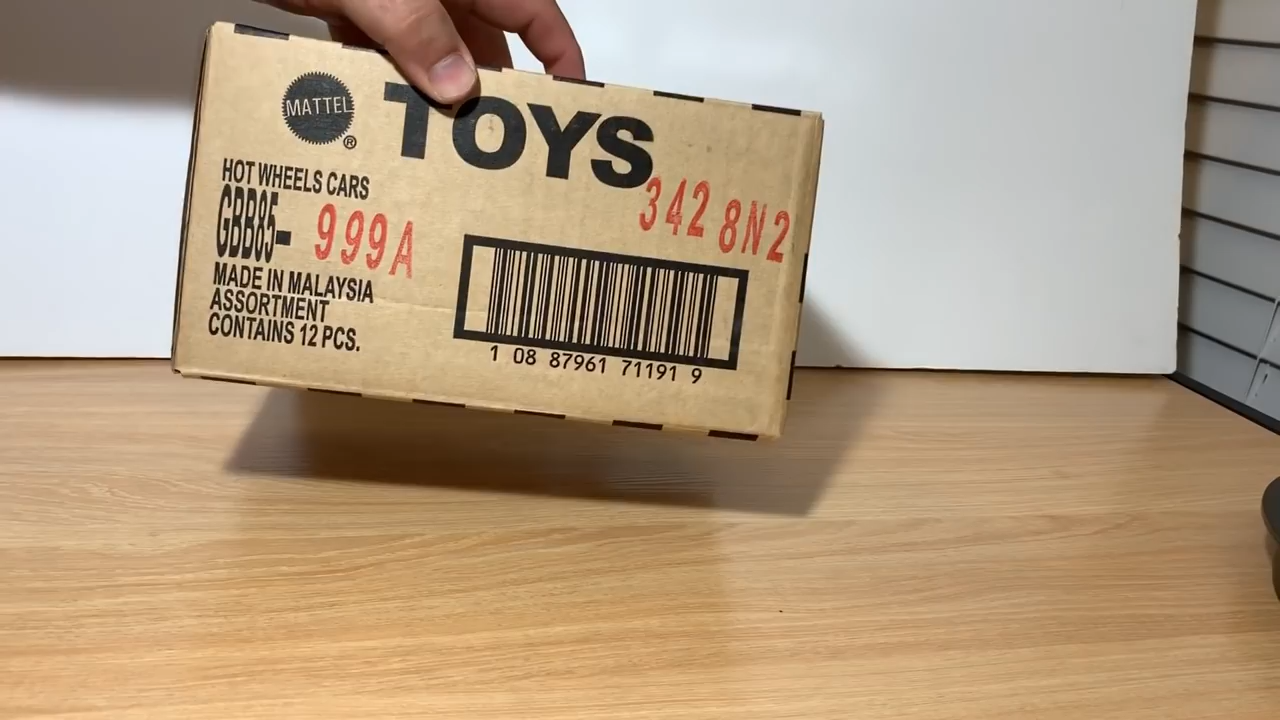 MATTEL
®
TOYS
342 8N2
HOT WHEELS CARS
GBB85- 999A
MADE IN MALAYSIA
ASSORTMENT
CONTAINS 12 PCS.
1 08 87961 71191 9